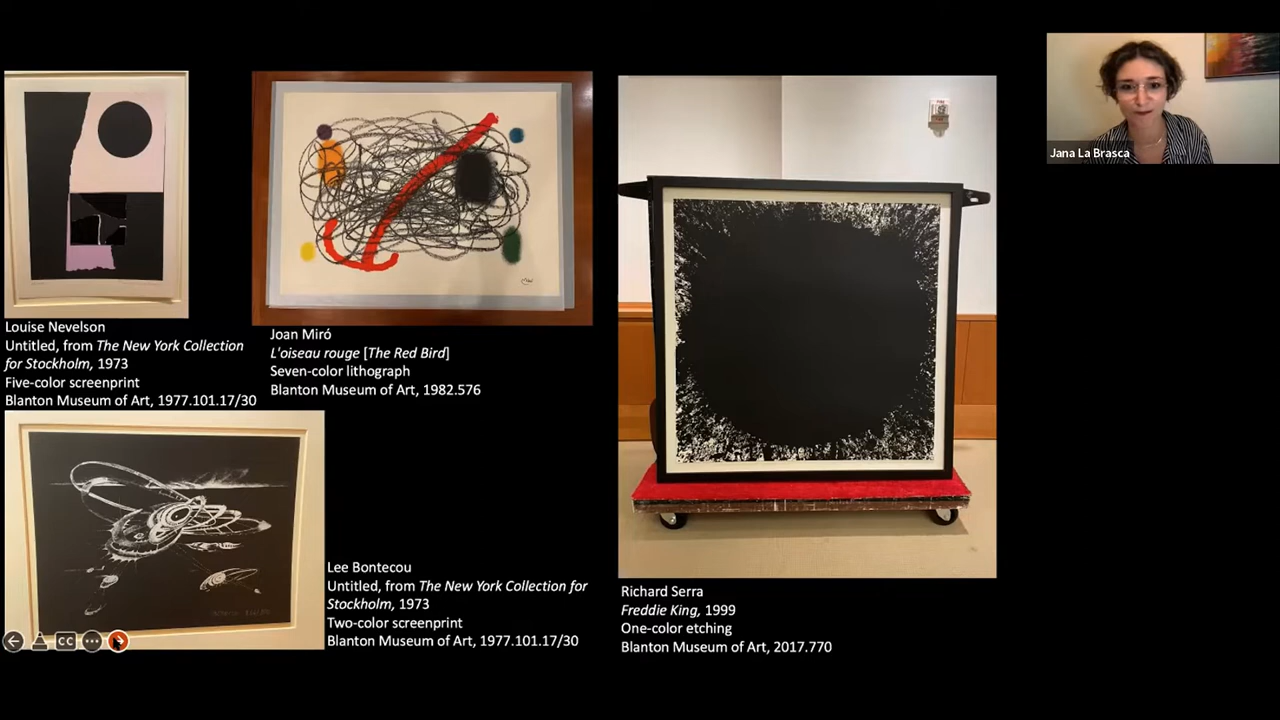 Louise Nevelson
Untitled, from The New York Collection
for Stockholm, 1973
Five-color screenprint
Blanton Museum of Art, 1977.101.17/30
Joan Miró
L'oiseau rouge [The Red Bird]
Seven-color lithograph
Blanton Museum of Art, 1982.576
Jana La Brasca
Lee Bontecou
Untitled, from The New York Collection for
Stockholm, 1973
Two-color screenprint
Blanton Museum of Art, 1977.101.17/30
Richard Serra
Freddie King, 1999
One-color etching
Blanton Museum of Art, 2017.770
CC